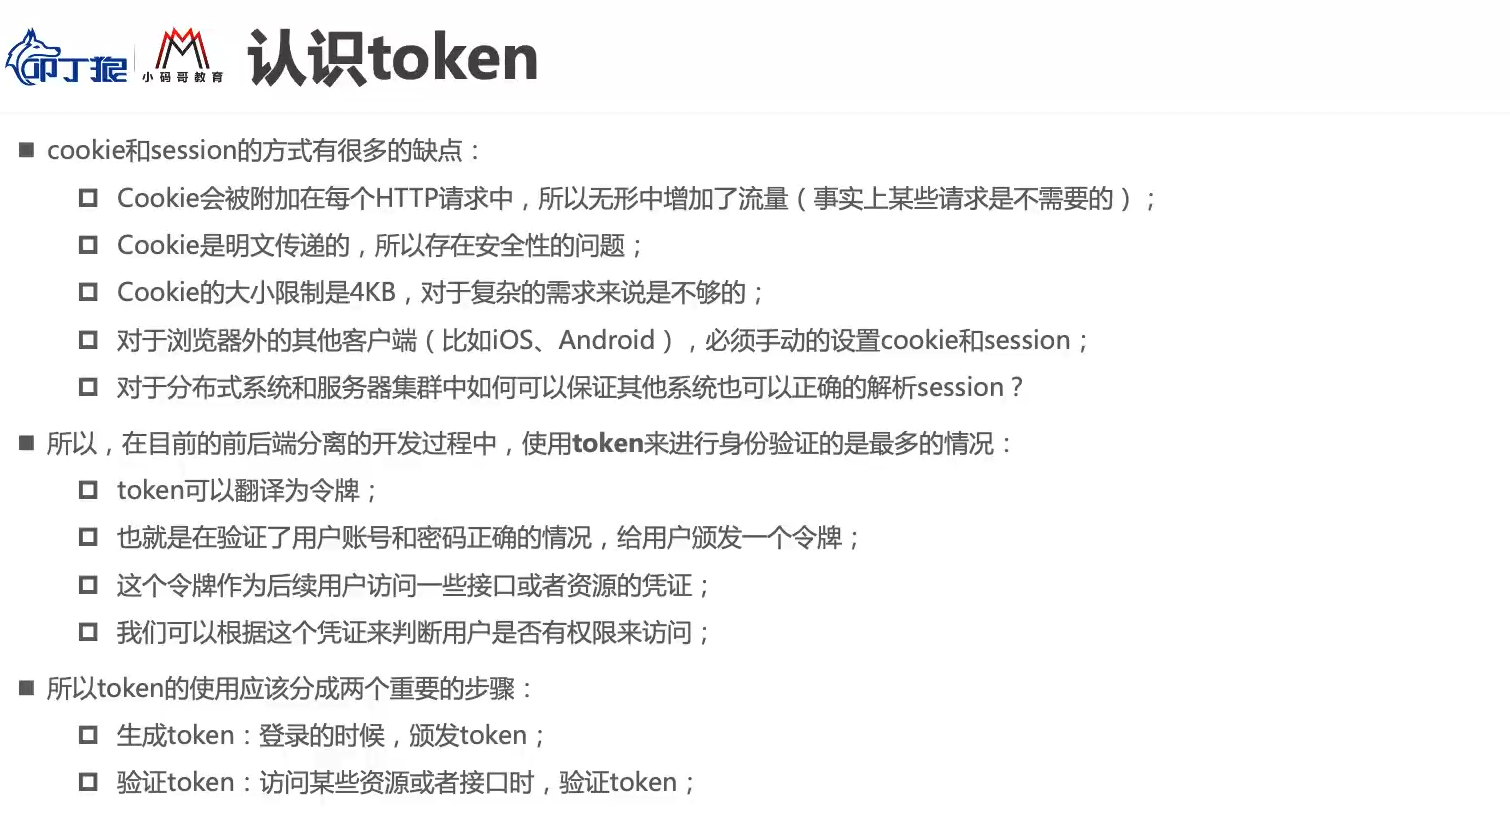 叩丁狼
小码哥教育
认识token
cookie和session的方式有很多的缺点：
Cookie会被附加在每个HTTP请求中，所以无形中增加了流量（事实上某些请求是不需要的）；
Cookie是明文传递的，所以存在安全性的问题；
Cookie的大小限制是4KB，对于复杂的需求来说是不够的；
对于浏览器外的其他客户端（比如iOS、Android），必须手动的设置cookie和session；
对于分布式系统和服务器集群中如何可以保证其他系统也可以正确的解析session？
所以，在目前的前后端分离的开发过程中，使用token来进行身份验证的是最多的情况：
token可以翻译为令牌；
也就是在验证了用户账号和密码正确的情况，给用户颁发一个令牌；
这个令牌作为后续用户访问一些接口或者资源的凭证；
我们可以根据这个凭证来判断用户是否有权限来访问；
所以token的使用应该分成两个重要的步骤：
生成token：登录的时候，颁发token；
验证token：访问某些资源或者接口时，验证token；